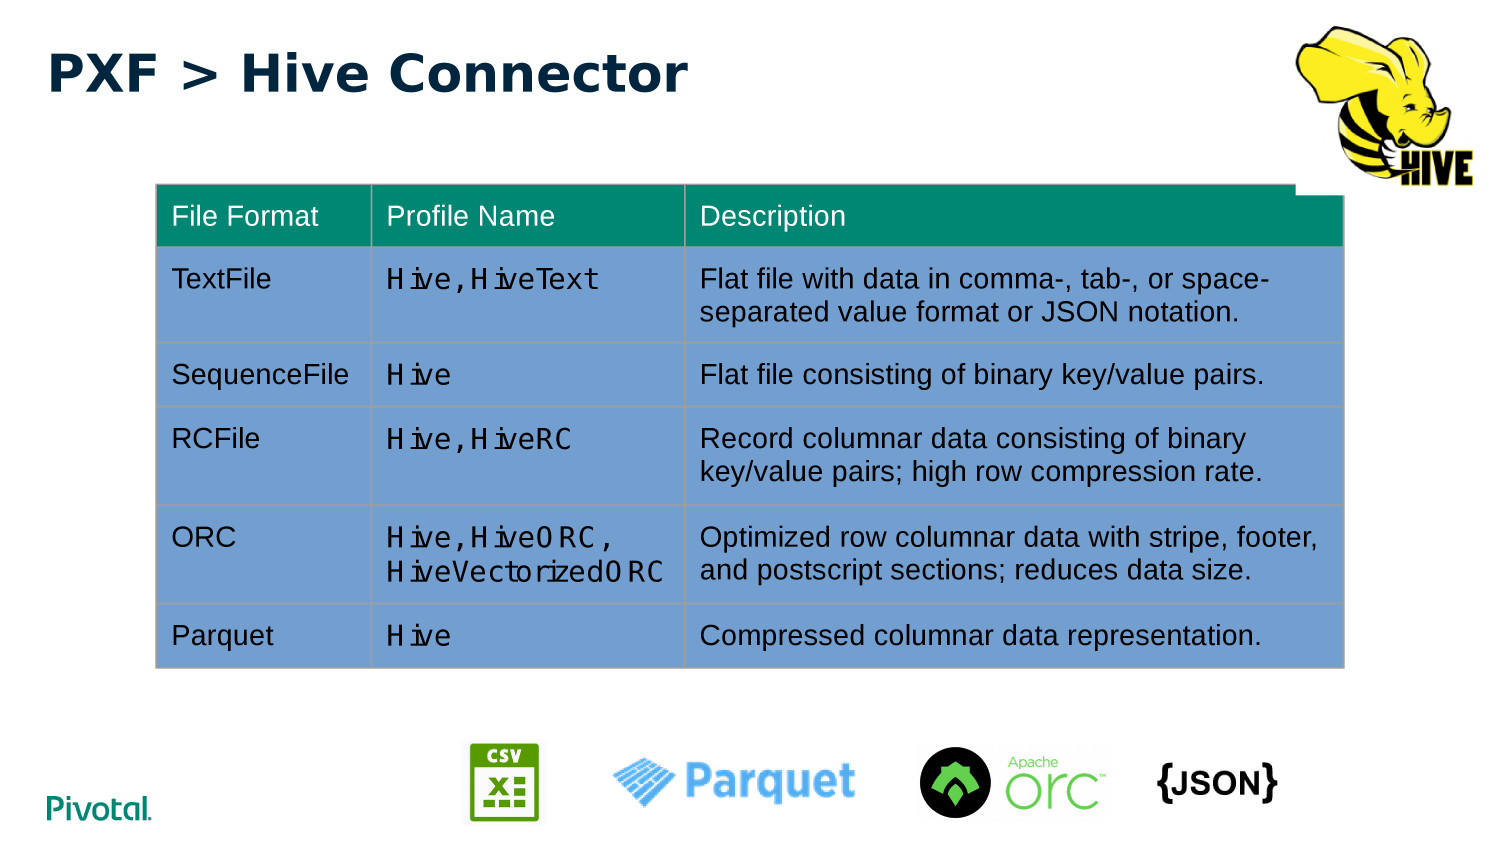 PXF > Hive Connector
HIVE
File Format Profile Name Description
TextFile Hive, HiveText Flat file with data in comma-, tab-, or space-
separated value format or JSON notation.
SequenceFile Hive Flat file consisting of binary key/value pairs.
RCFile Hive, HiveRC Record columnar data consisting of binary
key/value pairs; high row compression rate.
ORC Hive, HiveORC, Optimized row columnar data with stripe, footer,
HiveVectorizedORC and postscript sections; reduces data size.
Parquet Hive Compressed columnar data representation.
CSV
X
Parquet
Apache
orc™
{JSON}
Pivotal.